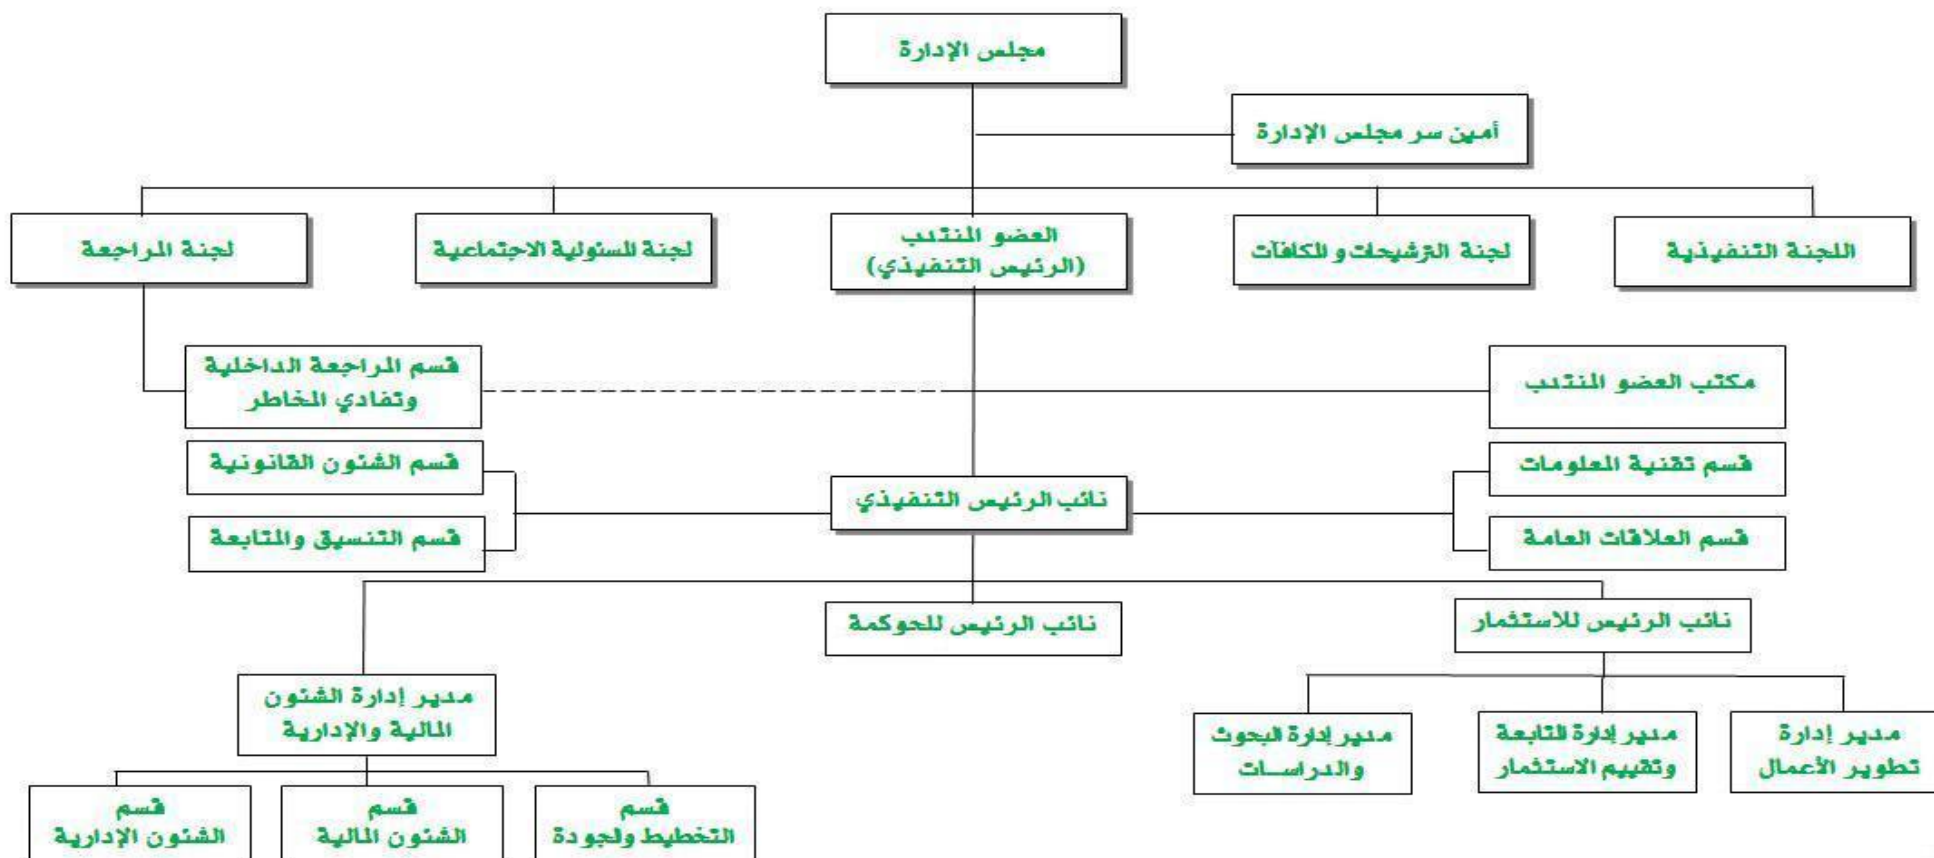 مجلس الإدارة
أمين سر مجلس الإدارة
اللجنة التنفيذية
لجنة الترشيحات و المكافآت
العضو المنتدب
(الرئيس التنفيذي)
لجنة المسئولية الاجتماعية
لجنة المراجعة
مكتب العضو المنتدب
قسم المراجعة الداخلية
وتفادي المخاطر
قسم تقنية المعلومات
قسم الشئون القانونية
نائب الرئيس التنفيذي
قسم العلاقات العامة
قسم التنسيق والمتابعة
نائب الرئيس للاستثمار
نائب الرئيس للحوكمة
مدير إدارة الشئون
المالية والإدارية
مدير إدارة
تطوير الأعمال
مدير إدارة المتابعة
وتقييم الاستثمار
مدير إدارة البحوث
والدراســات
قسم
التخطيط والجودة
قسم
الشئون المالية
قسم
الشئون الإدارية